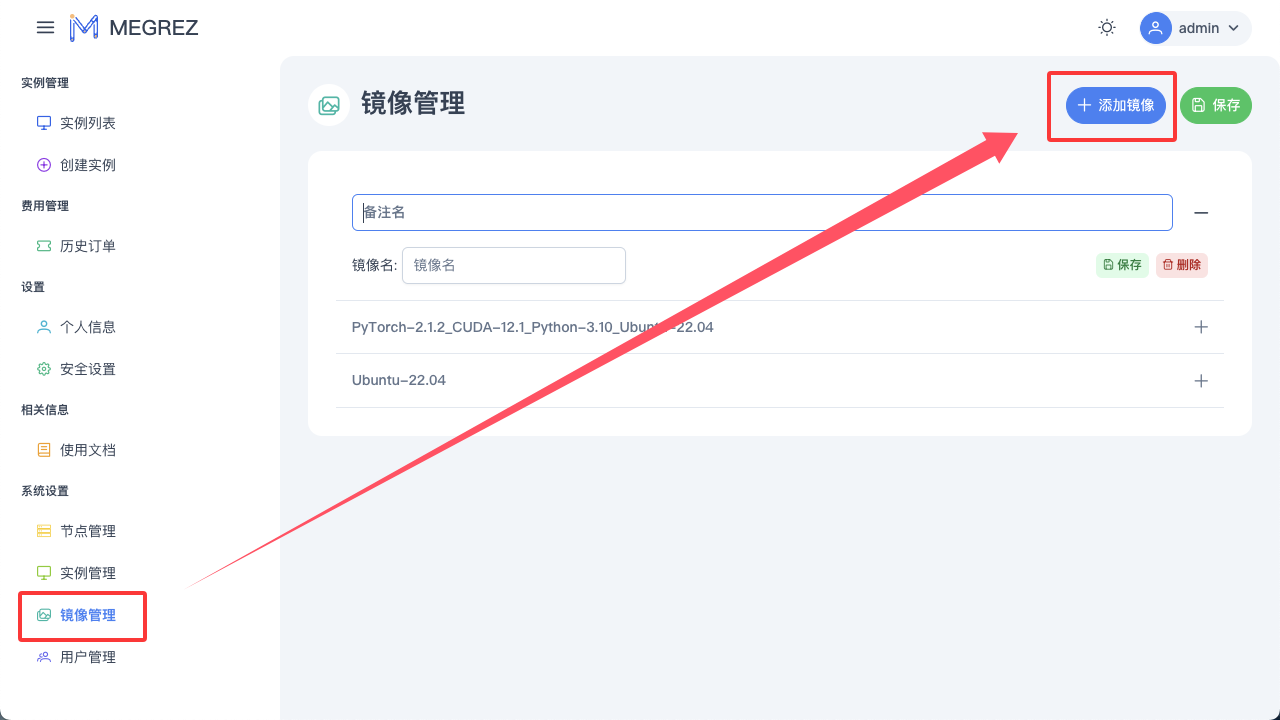 MEGREZ
admin
实例管理
实例列表
创建实例
费用管理
历史订单
设置
个人信息
安全设置
相关信息
使用文档
系统设置
节点管理
实例管理
镜像管理
用户管理
镜像管理
添加镜像
保存
备注名
镜像名:
镜像名
保存
删除
PyTorch-2.1.2_CUDA-12.1_Python-3.10_Ubuntu-22.04
Ubuntu-22.04